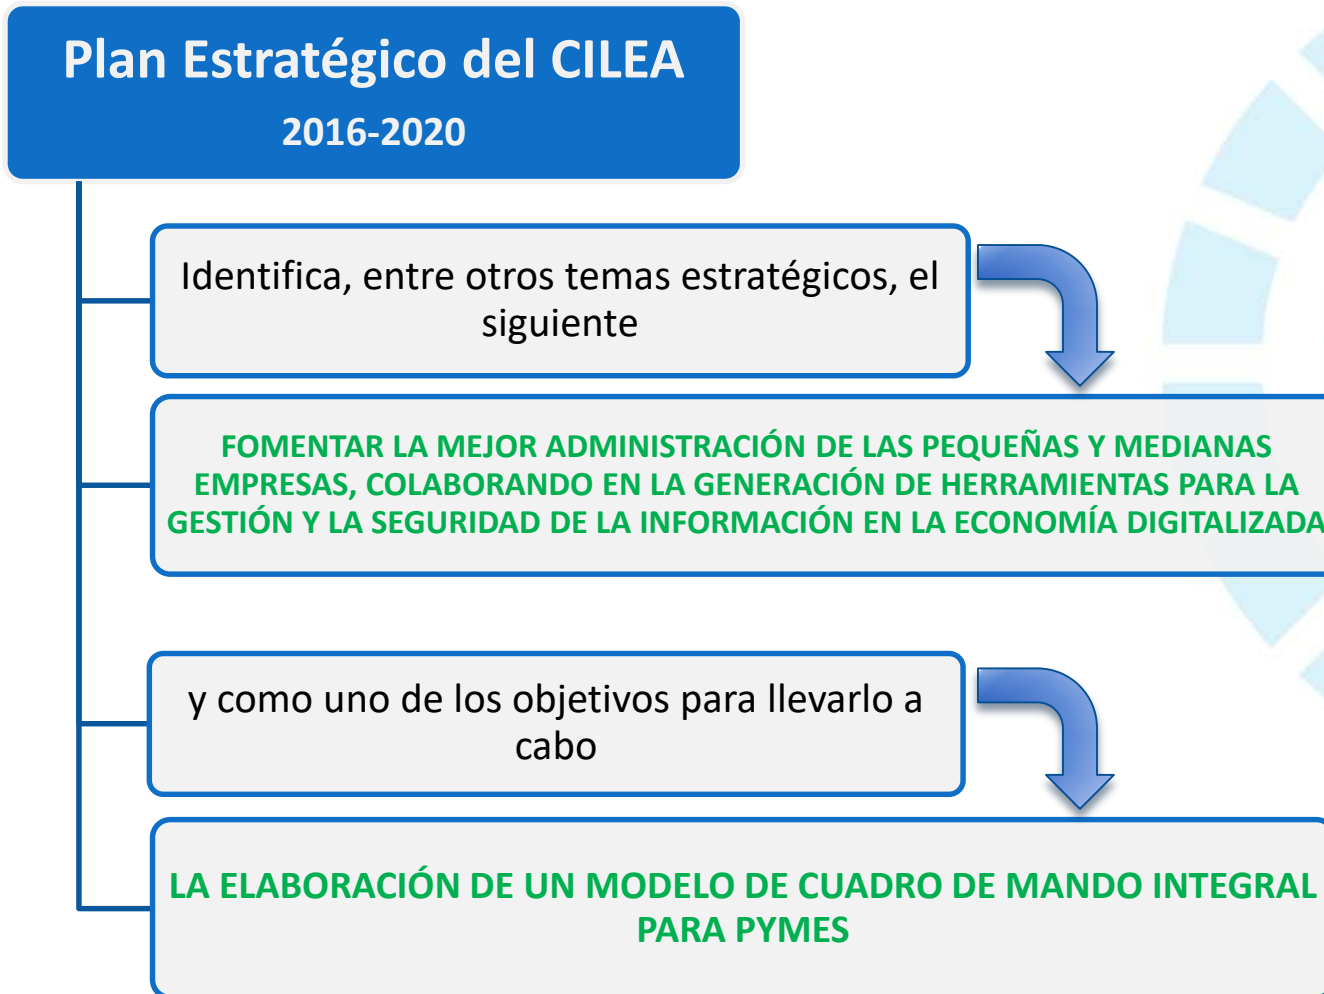 Plan Estratégico del CILEA
2016-2020
Identifica, entre otros temas estratégicos, el
siguiente
FOMENTAR LA MEJOR ADMINISTRACIÓN DE LAS PEQUEÑAS Y MEDIANAS
EMPRESAS, COLABORANDO EN LA GENERACIÓN DE HERRAMIENTAS PARA LA
GESTIÓN Y LA SEGURIDAD DE LA INFORMACIÓN EN LA ECONOMÍA DIGITALIZADA
y como uno de los objetivos para llevarlo a
cabo
LA ELABORACIÓN DE UN MODELO DE CUADRO DE MANDO INTEGRAL
PARA PYMES